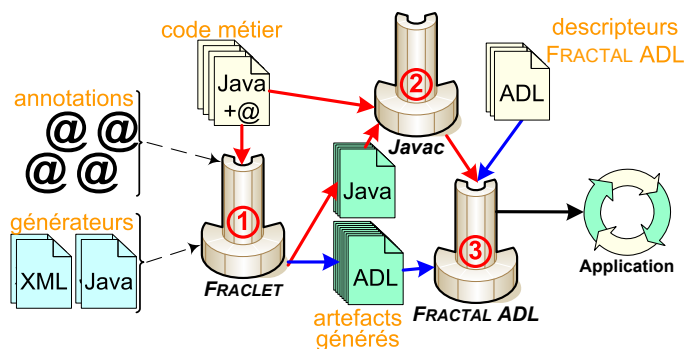 code métier
descripteurs
FRACTAL ADL
Java
+@
②
ADL
annotations
@ @
@ @
Javac
Java
générateurs
①
③
XML
Java
ADL
Application
FRACLET
FRACTAL ADL
artefacts
générés